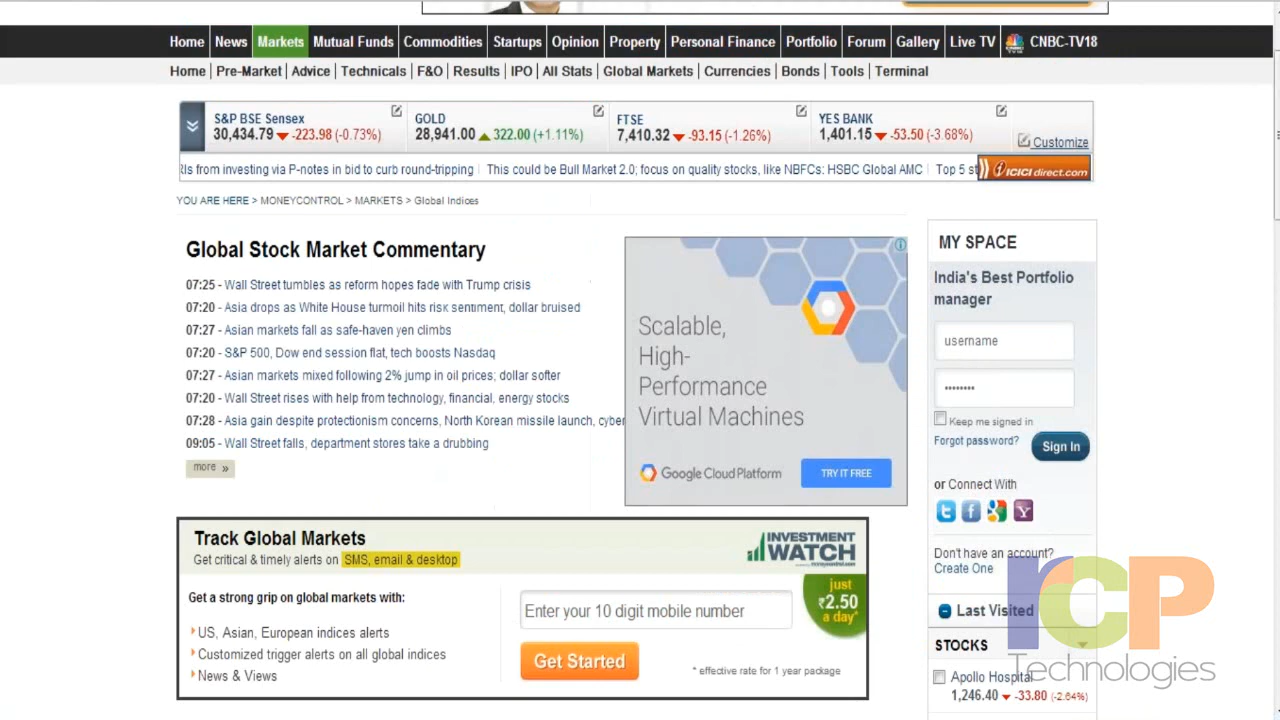 Home News Markets Mutual Funds Commodities Startups Opinion Property Personal Finance Portfolio Forum Gallery Live TV CNBC-TV18
Home Pre-Market Advice Technicals F&O Results IPO All Stats Global Markets Currencies Bonds Tools Terminal
S&P BSE Sensex
30,434.79 -223.98 (-0.73%)
GOLD
28,941.00 322.00 (+1.11%)
FTSE
7,410.32 -93.15 (-1.26%)
YES BANK
1,401.15 -53.50 (-3.68%)
Customize
RIs from investing via P-notes in bid to curb round-tripping | This could be Bull Market 2.0; focus on quality stocks, like NBFCs: HSBC Global AMC | Top 5 st
ICICI direct.com
YOU ARE HERE > MONEYCONTROL > MARKETS > Global Indices
Global Stock Market Commentary
07:25 - Wall Street tumbles as reform hopes fade with Trump crisis
07:20 - Asia drops as White House turmoil hits risk sentiment, dollar bruised
07:27 - Asian markets fall as safe-haven yen climbs
07:20 - S&P 500, Dow end session flat, tech boosts Nasdaq
07:27 - Asian markets mixed following 2% jump in oil prices; dollar softer
07:20 - Wall Street rises with help from technology, financial, energy stocks
07:28 - Asia gain despite protectionism concerns, North Korean missile launch, cyber
09:05 - Wall Street falls, department stores take a drubbing
more »
Scalable,
High-
Performance
Virtual Machines
Google Cloud Platform
TRY IT FREE
MY SPACE
India's Best Portfolio
manager
username
••••••••
Keep me signed in
Forgot password?
Sign In
or Connect With
Don't have an account?
Create One
Last Visited
STOCKS
Apollo Hospital
1,246.40 -33.80 (-2.64%)
Track Global Markets
Get critical & timely alerts on SMS, email & desktop
INVESTMENT
WATCH
moneycontrol.com
just
₹2.50
a day*
Get a strong grip on global markets with:
US, Asian, European indices alerts
Customized trigger alerts on all global indices
News & Views
Enter your 10 digit mobile number
Get Started
* effective rate for 1 year package
rCP
Technologies